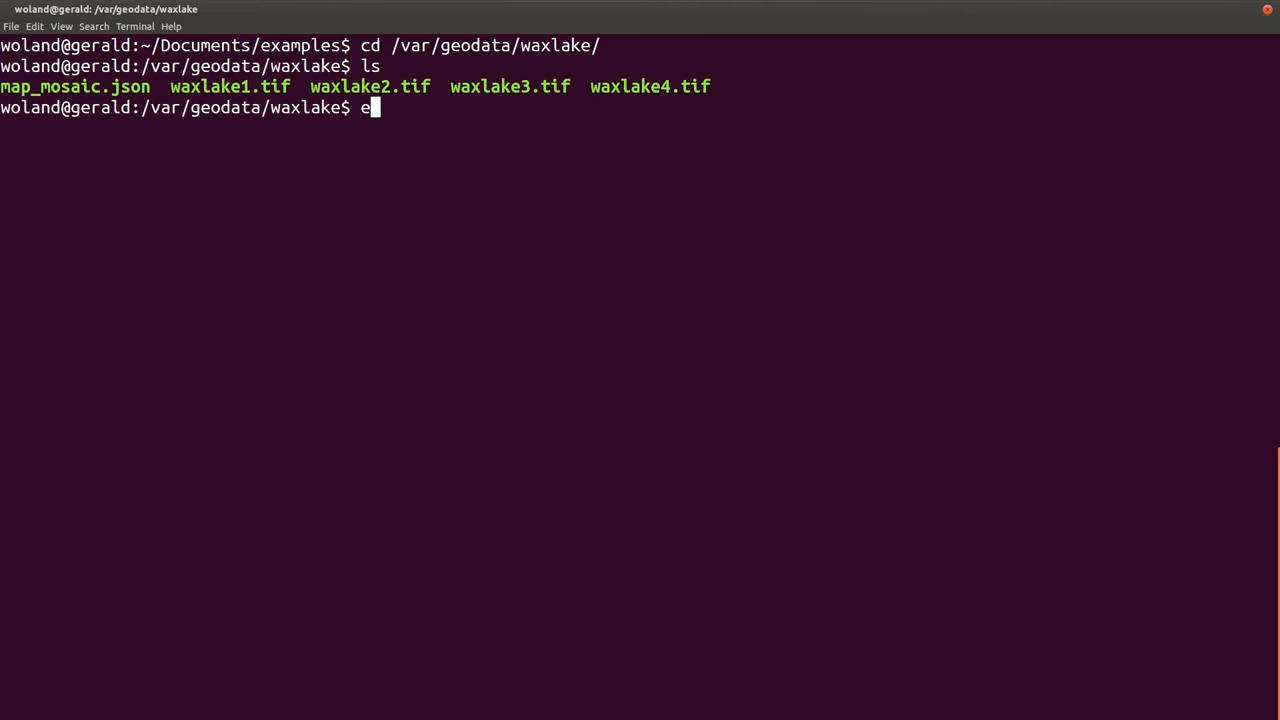 woland@gerald: /var/geodata/waxlake
File Edit View Search Terminal Help
woland@gerald:~/Documents/examples$ cd /var/geodata/waxlake/
woland@gerald:/var/geodata/waxlake$ ls
map_mosaic.json waxlake1.tif waxlake2.tif waxlake3.tif waxlake4.tif
woland@gerald:/var/geodata/waxlake$ e